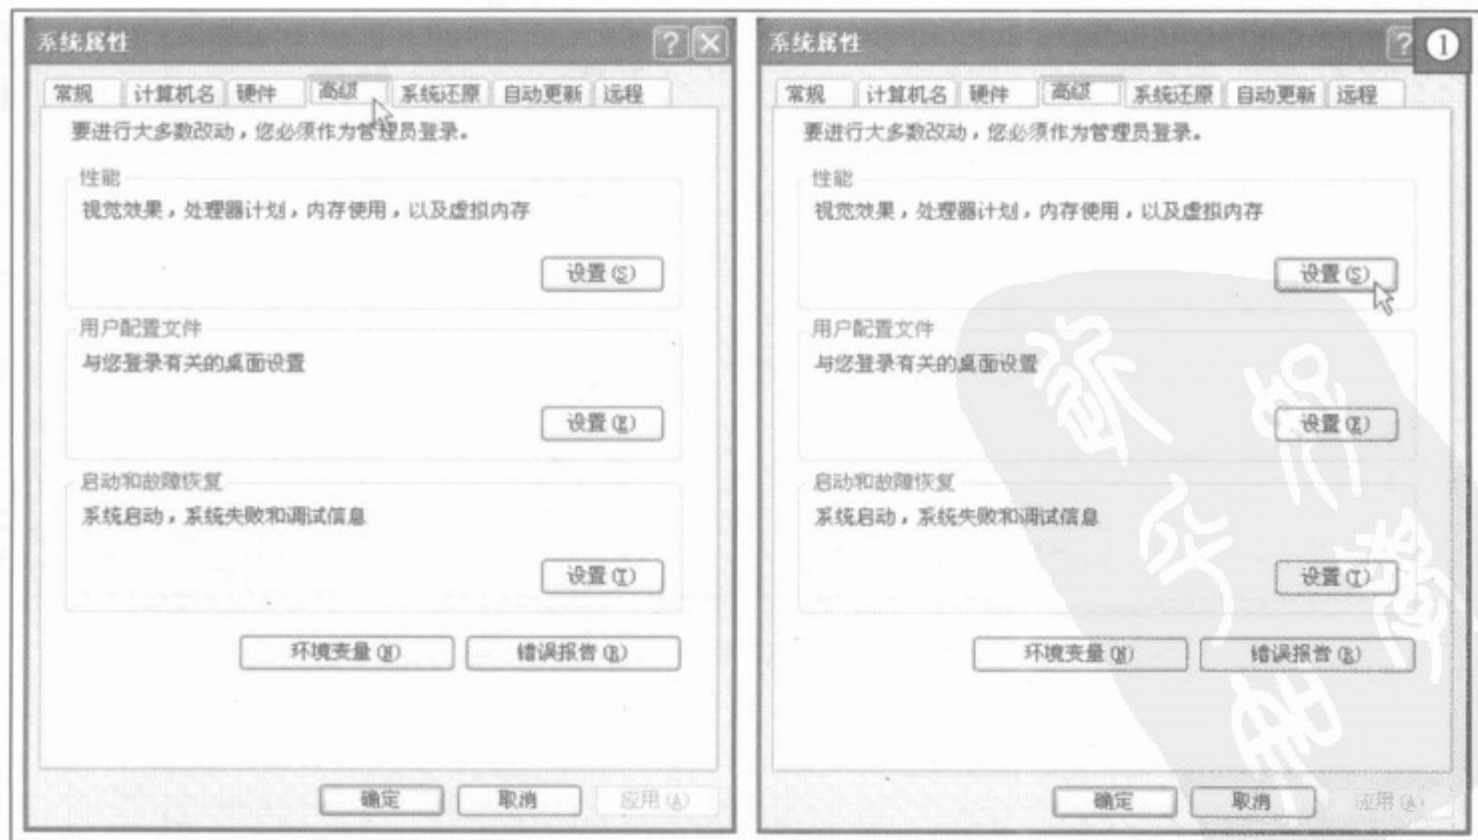 系统属性
常规 计算机名 硬件 高级 系统还原 自动更新 远程
要进行大多数改动，您必须作为管理员登录。
性能
视觉效果，处理器计划，内存使用，以及虚拟内存
设置(S)
用户配置文件
与您登录有关的桌面设置
设置(E)
启动和故障恢复
系统启动，系统失败和调试信息
设置(T)
环境变量(N) 错误报告(R)
确定 取消 应用(A)
系统属性
①
常规 计算机名 硬件 高级 系统还原 自动更新 远程
要进行大多数改动，您必须作为管理员登录。
性能
视觉效果，处理器计划，内存使用，以及虚拟内存
设置(S)
用户配置文件
与您登录有关的桌面设置
设置(E)
启动和故障恢复
系统启动，系统失败和调试信息
设置(T)
环境变量(N) 错误报告(R)
确定 取消 应用(A)